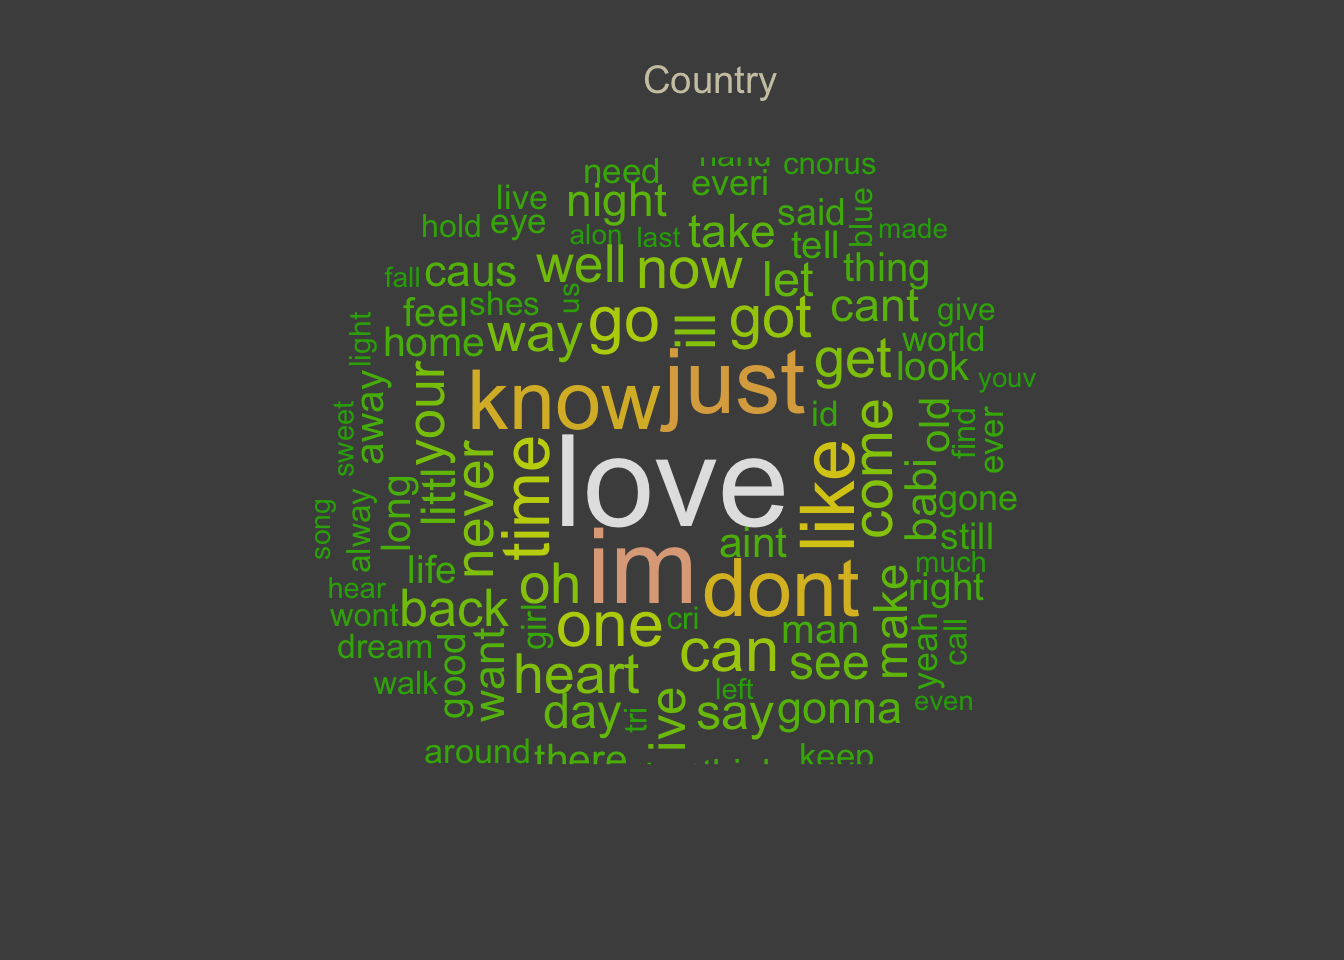 Country
hand chorus
need everi
live night said blue
hold eye alon last take tell made
fall caus well now let thing
feel shes us go ill got cant give
light home way world
just get look youv
away your know id old find ever
sweet love like come
long littl never time babi gone
song alway aint still
hear life oh im dont much right
wont back girl one cri man make
dream can see yeah call
walk good want heart left even
day tri ive say gonna
around there keep